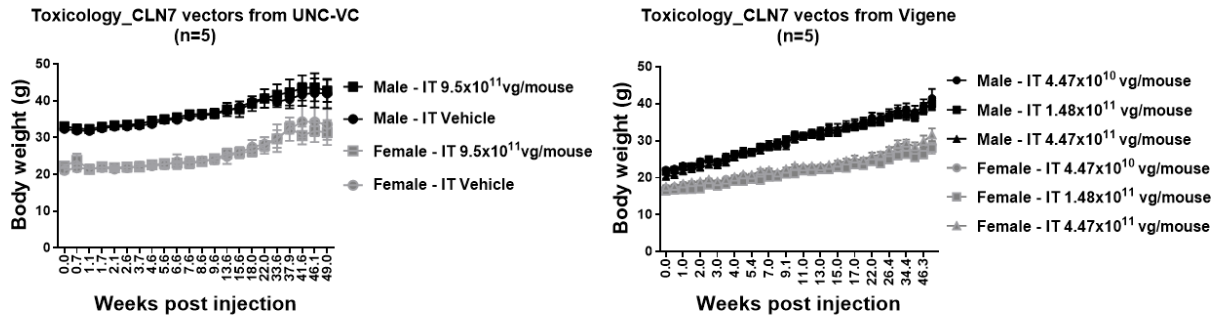 Toxicology_CLN7 vectors from UNC-VC
(n=5)
Body weight (g)
50
40
30
20
10
0
0.0
0.7
1.1
1.7
2.1
2.6
3.7
4.6
5.6
6.6
7.6
8.6
9.6
13.6
15.6
18.0
22.0
33.6
37.9
41.6
46.1
49.0
Weeks post injection
Male - IT 9.5x10¹¹vg/mouse
Male - IT Vehicle
Female - IT 9.5x10¹¹vg/mouse
Female - IT Vehicle
Toxicology_CLN7 vectos from Vigene
(n=5)
Body weight (g)
50
40
30
20
10
0
0.0
1.0
2.0
3.0
4.0
5.4
7.4
9.1
11.0
13.0
15.0
17.0
22.0
26.4
34.4
46.3
Weeks post injection
Male - IT 4.47x10¹⁰ vg/mouse
Male - IT 1.48x10¹¹ vg/mouse
Male - IT 4.47x10¹¹ vg/mouse
Female - IT 4.47x10¹⁰ vg/mouse
Female - IT 1.48x10¹¹ vg/mouse
Female - IT 4.47x10¹¹ vg/mouse